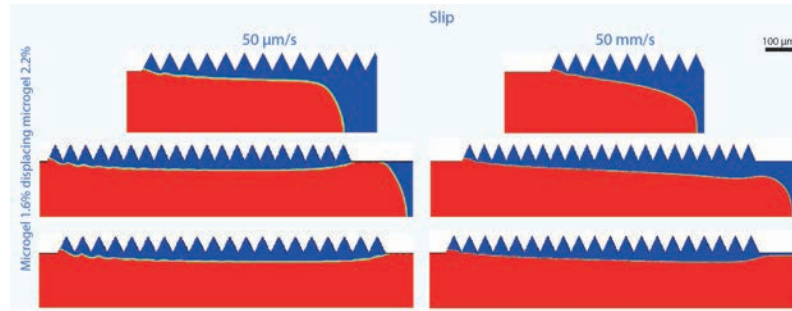 Slip
50 μm/s
50 mm/s
100 μm
Microgel 1.6% displacing microgel 2.2%